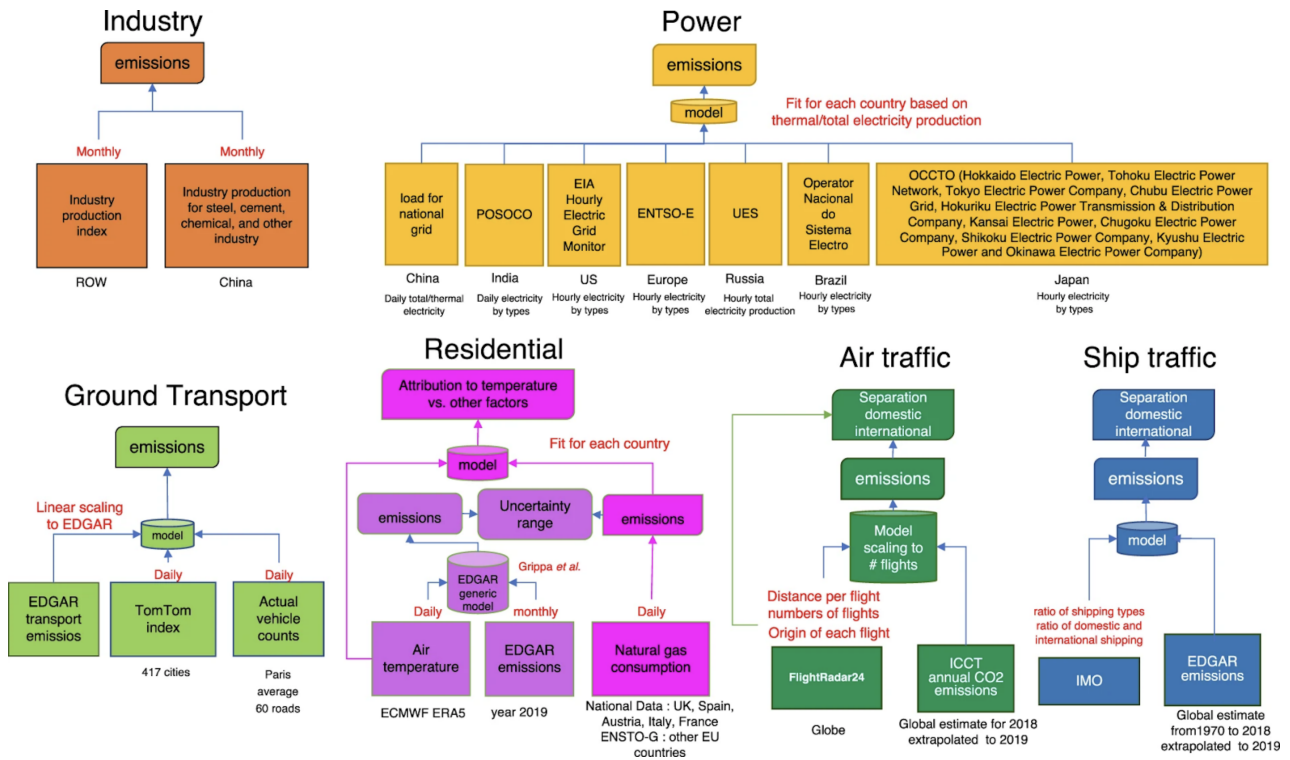 Industry
emissions
Monthly
Monthly
Industry
production
index
Industry production
for steel, cement,
chemical, and other
industry
ROW
China
Power
emissions
model
Fit for each country based on
thermal/total electricity production
load for
national
grid
POSOCO
EIA
Hourly
Electric
Grid
Monitor
ENTSO-E
UES
Operator
Nacional
do
Sistema
Electro
OCCTO (Hokkaido Electric Power, Tohoku Electric Power
Network, Tokyo Electric Power Company, Chubu Electric Power
Grid, Hokuriku Electric Power Transmission & Distribution
Company, Kansai Electric Power, Chugoku Electric Power
Company, Shikoku Electric Power Company, Kyushu Electric
Power and Okinawa Electric Power Company)
China
Daily total/thermal
electricity
India
Daily electricity
by types
US
Hourly electricity
by types
Europe
Hourly electricity
by types
Russia
Hourly total
electricity production
Brazil
Hourly electricity
by types
Japan
Hourly electricity
by types
Ground Transport
emissions
Linear scaling
to EDGAR
model
Daily
Daily
EDGAR
transport
emissios
TomTom
index
Actual
vehicle
counts
417 cities
Paris
average
60 roads
Residential
Attribution to temperature
vs. other factors
Fit for each country
model
emissions
Uncertainty
range
emissions
Grippa et al.
EDGAR
generic
model
Daily
monthly
Daily
Air
temperature
EDGAR
emissions
Natural gas
consumption
ECMWF ERA5
year 2019
National Data : UK, Spain,
Austria, Italy, France
ENSTO-G : other EU
countries
Air traffic
Separation
domestic
international
emissions
Model
scaling to
# flights
Distance per flight
numbers of flights
Origin of each flight
FlightRadar24
ICCT
annual CO2
emissions
Globe
Global estimate for 2018
extrapolated to 2019
Ship traffic
Separation
domestic
international
emissions
model
ratio of shipping types
ratio of domestic and
international shipping
IMO
EDGAR
emissions
Global estimate
from1970 to 2018
extrapolated to 2019